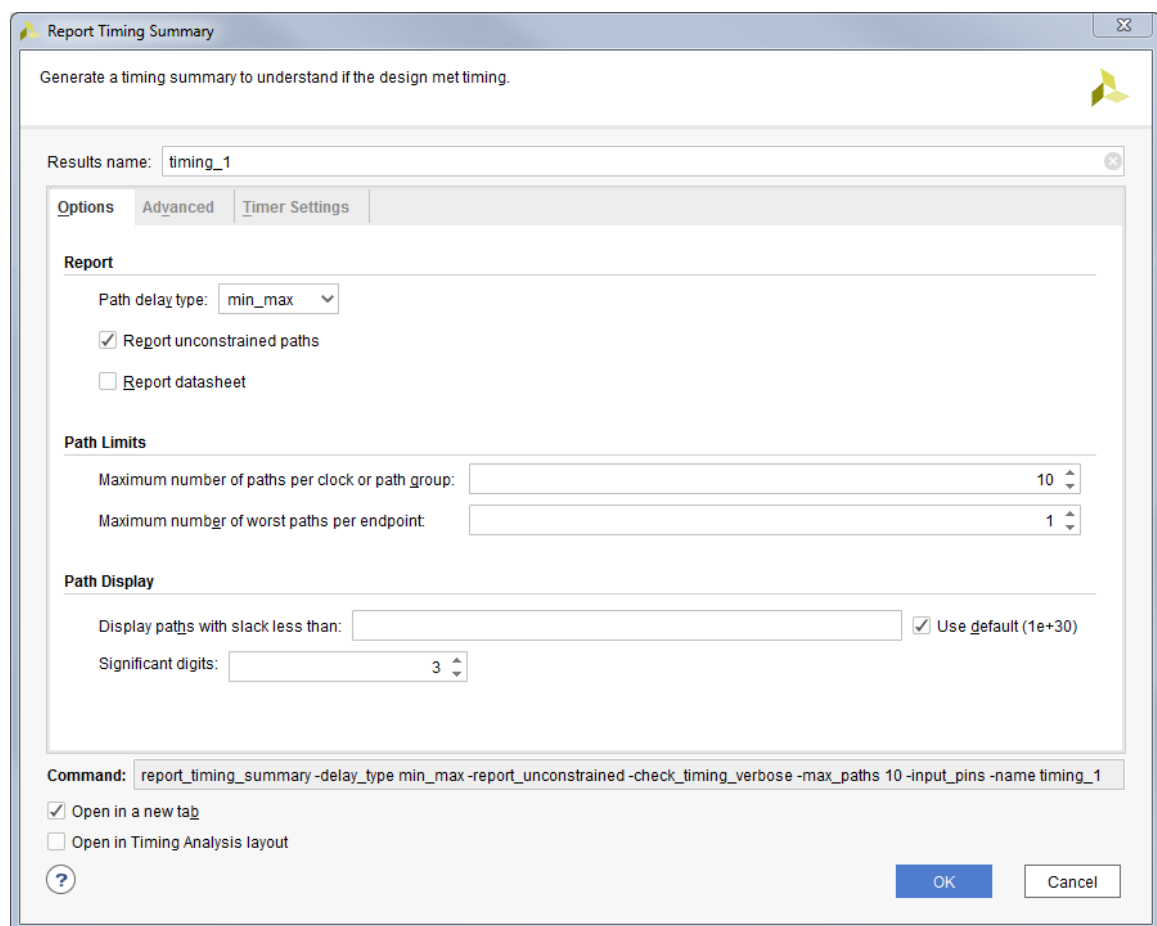 Report Timing Summary
Generate a timing summary to understand if the design met timing.
Results name: timing_1
Options Advanced Timer Settings
Report
Path delay type: min_max
Report unconstrained paths
Report datasheet
Path Limits
Maximum number of paths per clock or path group: 10
Maximum number of worst paths per endpoint: 1
Path Display
Display paths with slack less than: Use default (1e+30)
Significant digits: 3
Command: report_timing_summary -delay_type min_max -report_unconstrained -check_timing_verbose -max_paths 10 -input_pins -name timing_1
Open in a new tab
Open in Timing Analysis layout
? OK Cancel